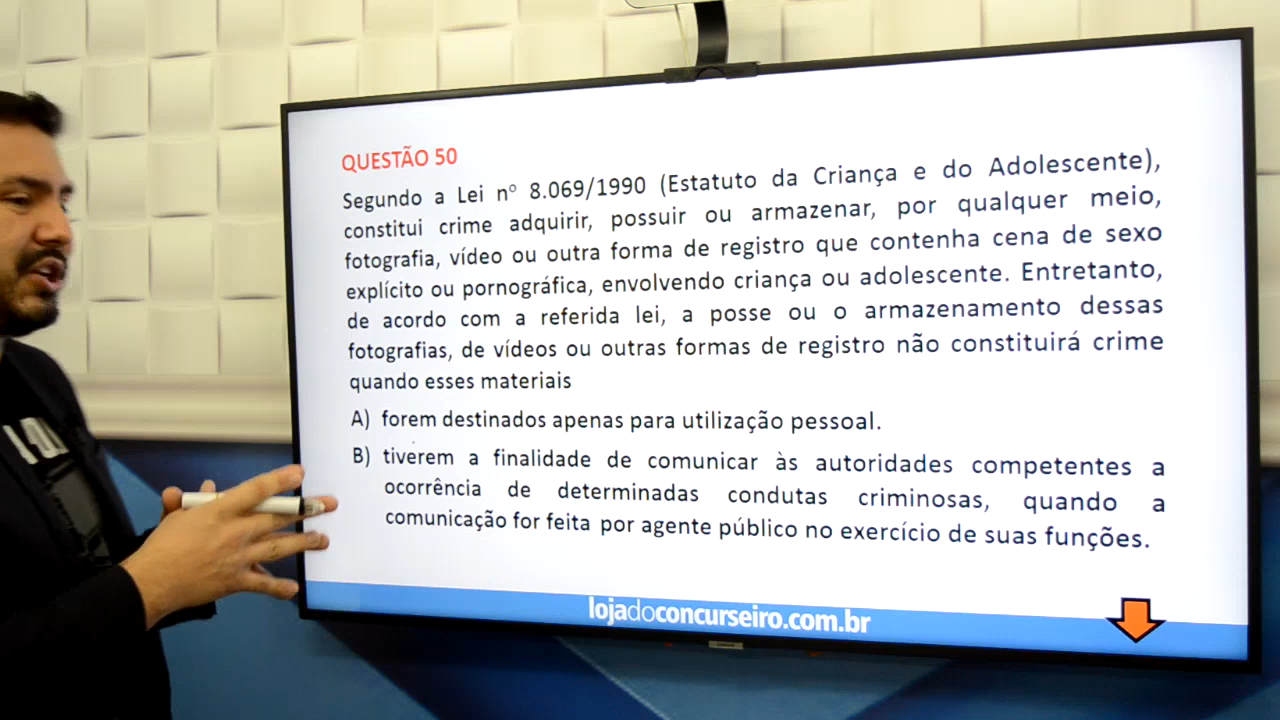 QUESTÃO 50
Segundo a Lei nº 8.069/1990 (Estatuto da Criança e do Adolescente),
constitui crime adquirir, possuir ou armazenar, por qualquer meio,
fotografia, vídeo ou outra forma de registro que contenha cena de sexo
explícito ou pornográfica, envolvendo criança ou adolescente. Entretanto,
de acordo com a referida lei, a posse ou o armazenamento dessas
fotografias, de vídeos ou outras formas de registro não constituirá crime
quando esses materiais
A) forem destinados apenas para utilização pessoal.
B) tiverem a finalidade de comunicar às autoridades competentes a
ocorrência de determinadas condutas criminosas, quando a
comunicação for feita por agente público no exercício de suas funções.
lojadoconcurseiro.com.br